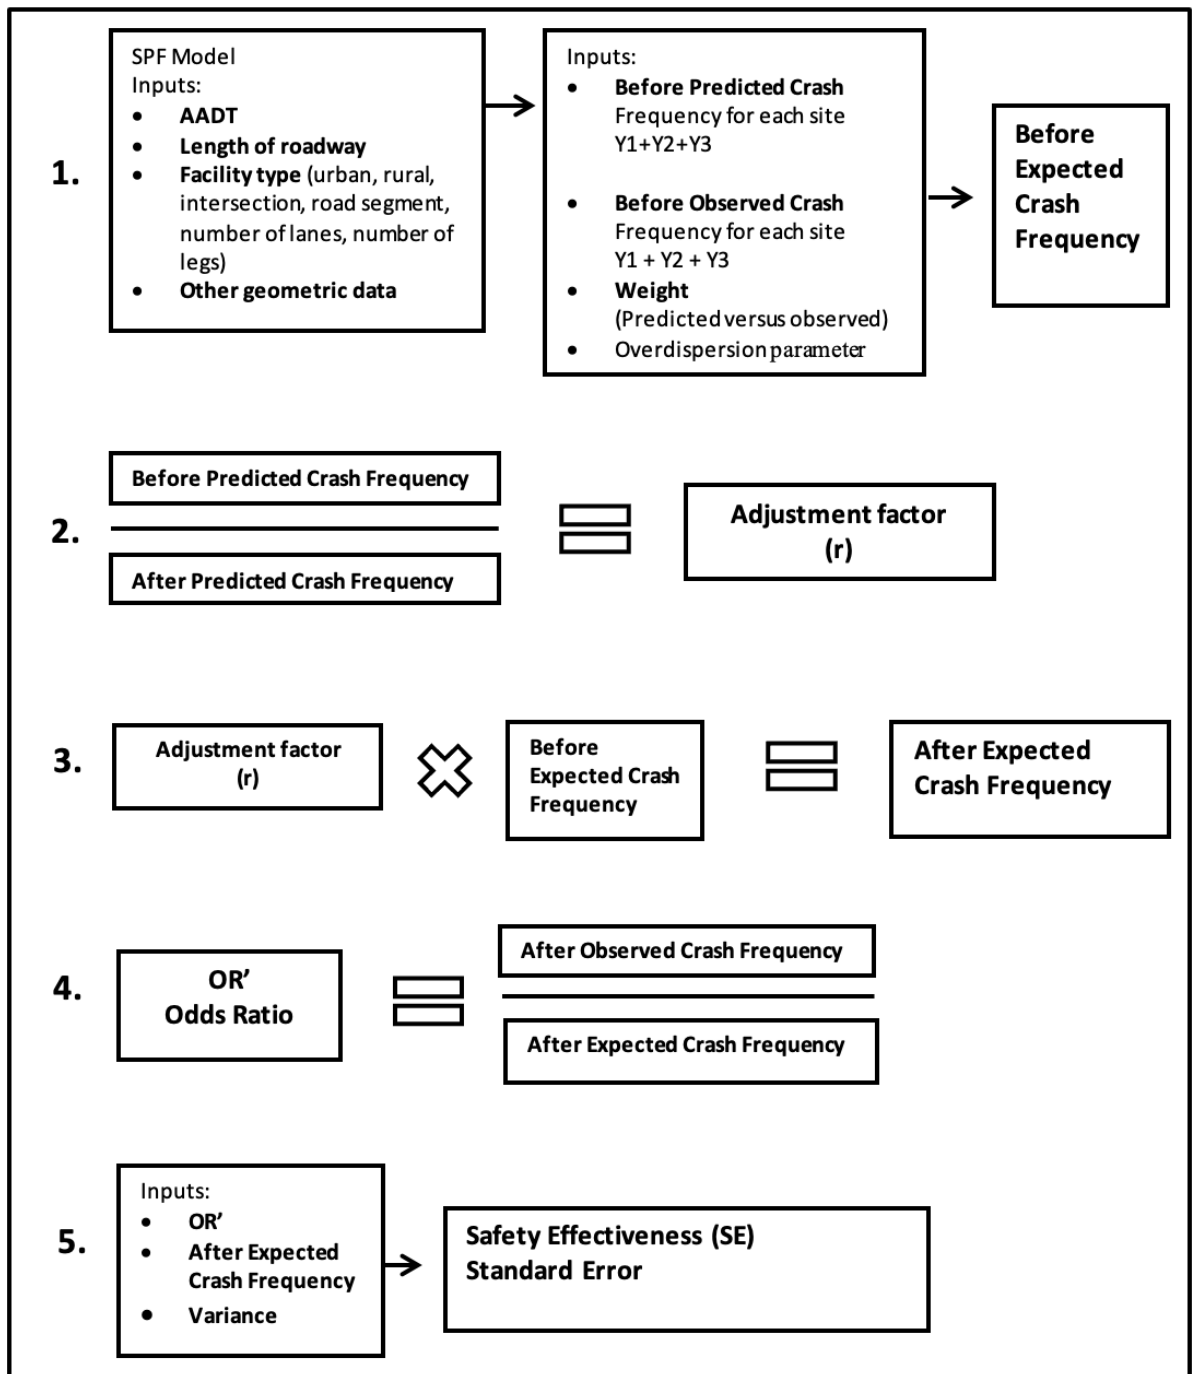 1.
SPF Model
Inputs:
• AADT
• Length of roadway
• Facility type (urban, rural,
intersection, road segment,
number of lanes, number of
legs)
• Other geometric data
Inputs:
• Before Predicted Crash
Frequency for each site
Y1+Y2+Y3
• Before Observed Crash
Frequency for each site
Y1 + Y2 + Y3
• Weight
(Predicted versus observed)
• Overdispersion parameter
Before
Expected
Crash
Frequency
2.
Before Predicted Crash Frequency
After Predicted Crash Frequency
Adjustment factor
(r)
3.
Adjustment factor
(r)
Before
Expected Crash
Frequency
After Expected
Crash Frequency
4.
OR’
Odds Ratio
After Observed Crash Frequency
After Expected Crash Frequency
5.
Inputs:
• OR’
• After Expected
Crash Frequency
• Variance
Safety Effectiveness (SE)
Standard Error